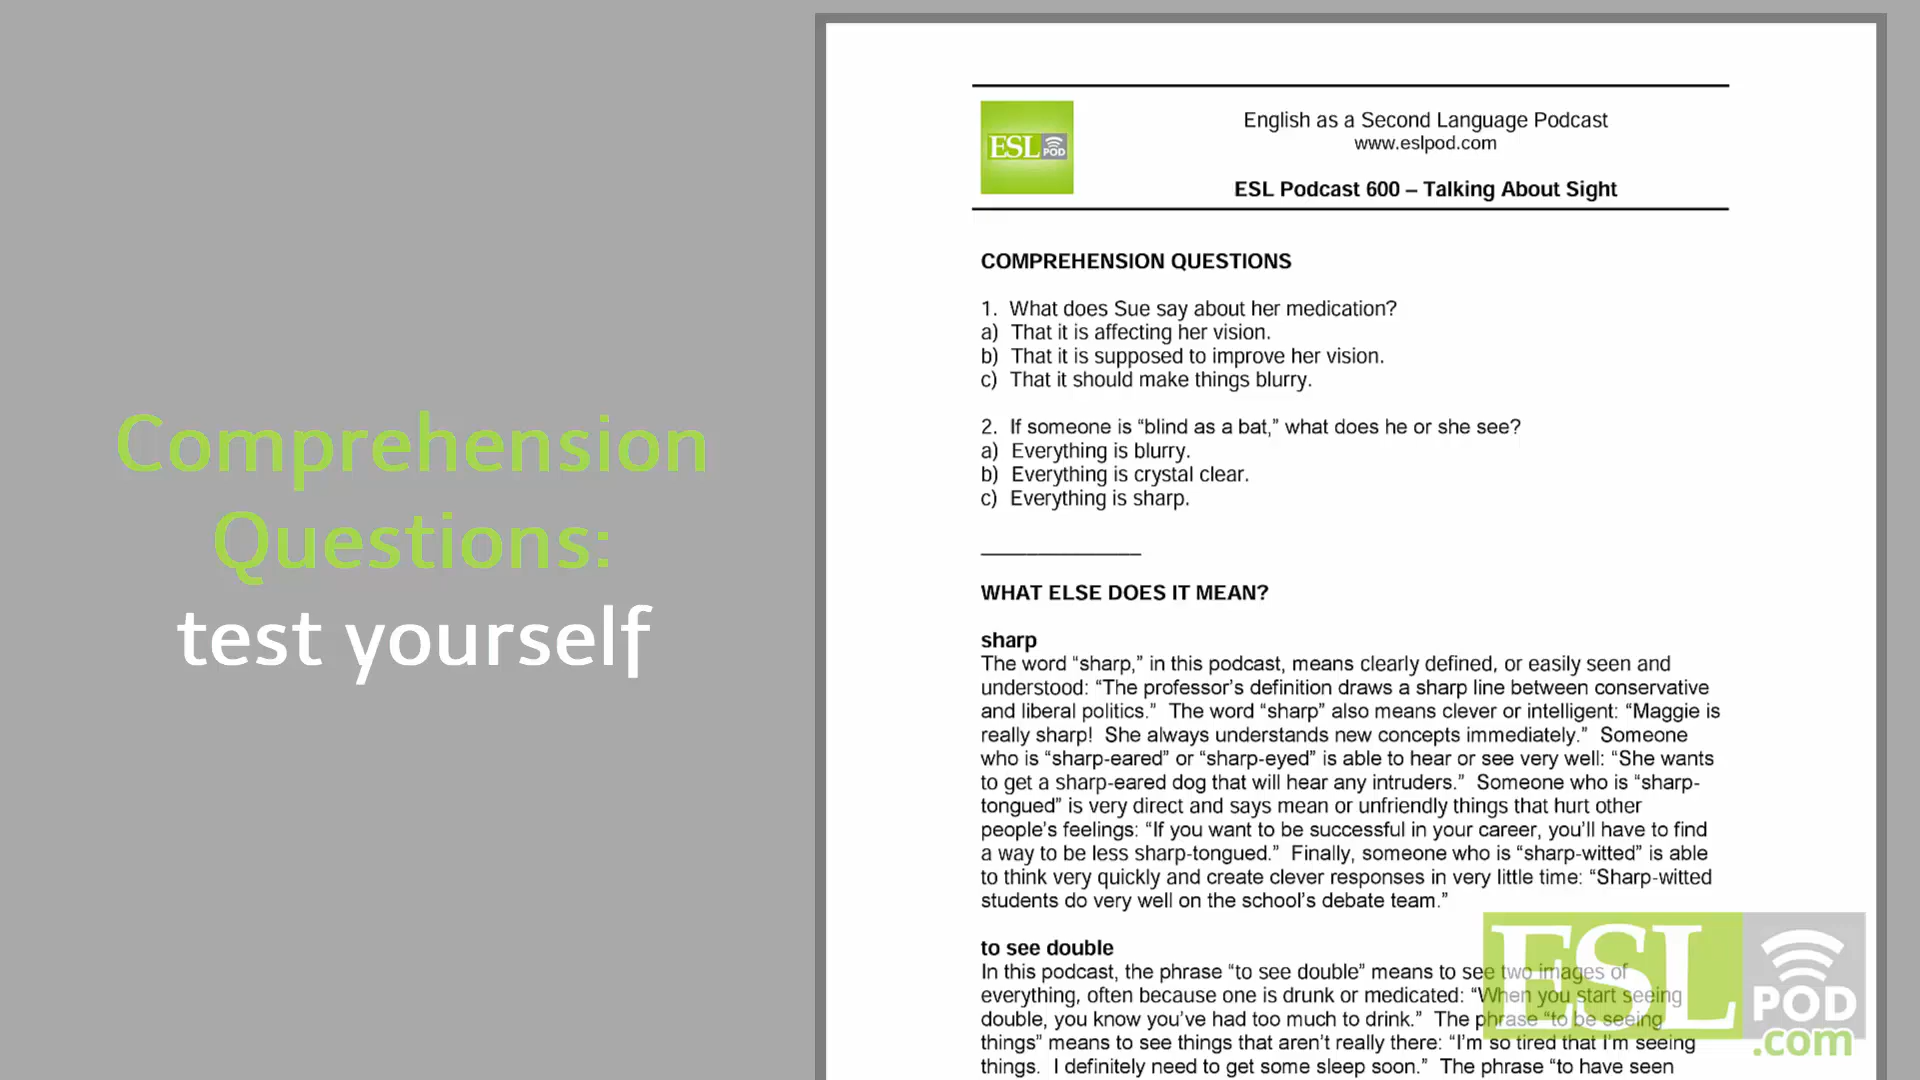 Comprehension
Questions:
test yourself
ESL POD
English as a Second Language Podcast
www.eslpod.com
ESL Podcast 600 – Talking About Sight
COMPREHENSION QUESTIONS
1. What does Sue say about her medication?
a) That it is affecting her vision.
b) That it is supposed to improve her vision.
c) That it should make things blurry.
2. If someone is “blind as a bat,” what does he or she see?
a) Everything is blurry.
b) Everything is crystal clear.
c) Everything is sharp.
______________
WHAT ELSE DOES IT MEAN?
sharp
The word “sharp,” in this podcast, means clearly defined, or easily seen and
understood: “The professor’s definition draws a sharp line between conservative
and liberal politics.” The word “sharp” also means clever or intelligent: “Maggie is
really sharp! She always understands new concepts immediately.” Someone
who is “sharp-eared” or “sharp-eyed” is able to hear or see very well: “She wants
to get a sharp-eared dog that will hear any intruders.” Someone who is “sharp-
tongued” is very direct and says mean or unfriendly things that hurt other
people’s feelings: “If you want to be successful in your career, you’ll have to find
a way to be less sharp-tongued.” Finally, someone who is “sharp-witted” is able
to think very quickly and create clever responses in very little time: “Sharp-witted
students do very well on the school’s debate team.”
to see double
In this podcast, the phrase “to see double” means to see two images of
everything, often because one is drunk or medicated: “When you start seeing
double, you know you’ve had too much to drink.” The phrase “to be seeing
things” means to see things that aren’t really there: “I’m so tired that I’m seeing
things. I definitely need to get some sleep soon.” The phrase “to have seen
ESL POD
.com